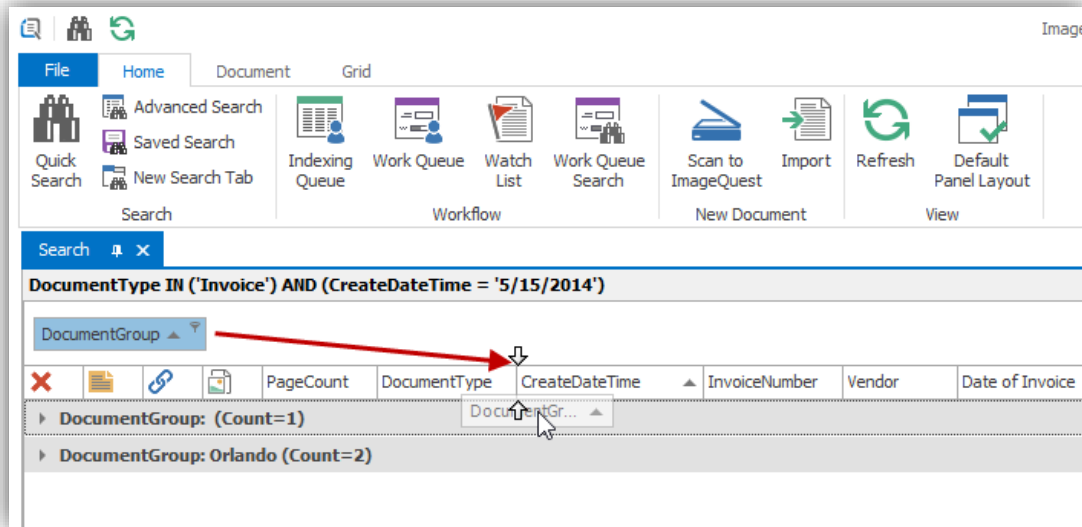 Image
File Home Document Grid
Quick Search
Advanced Search
Saved Search
New Search Tab
Indexing Queue
Work Queue
Watch List
Work Queue Search
Scan to ImageQuest
Import
Refresh
Default Panel Layout
Search Workflow New Document View
Search
DocumentType IN ('Invoice') AND (CreateDateTime = '5/15/2014')
DocumentGroup
PageCount DocumentType CreateDateTime InvoiceNumber Vendor Date of Invoice
DocumentGr...
DocumentGroup: (Count=1)
DocumentGroup: Orlando (Count=2)